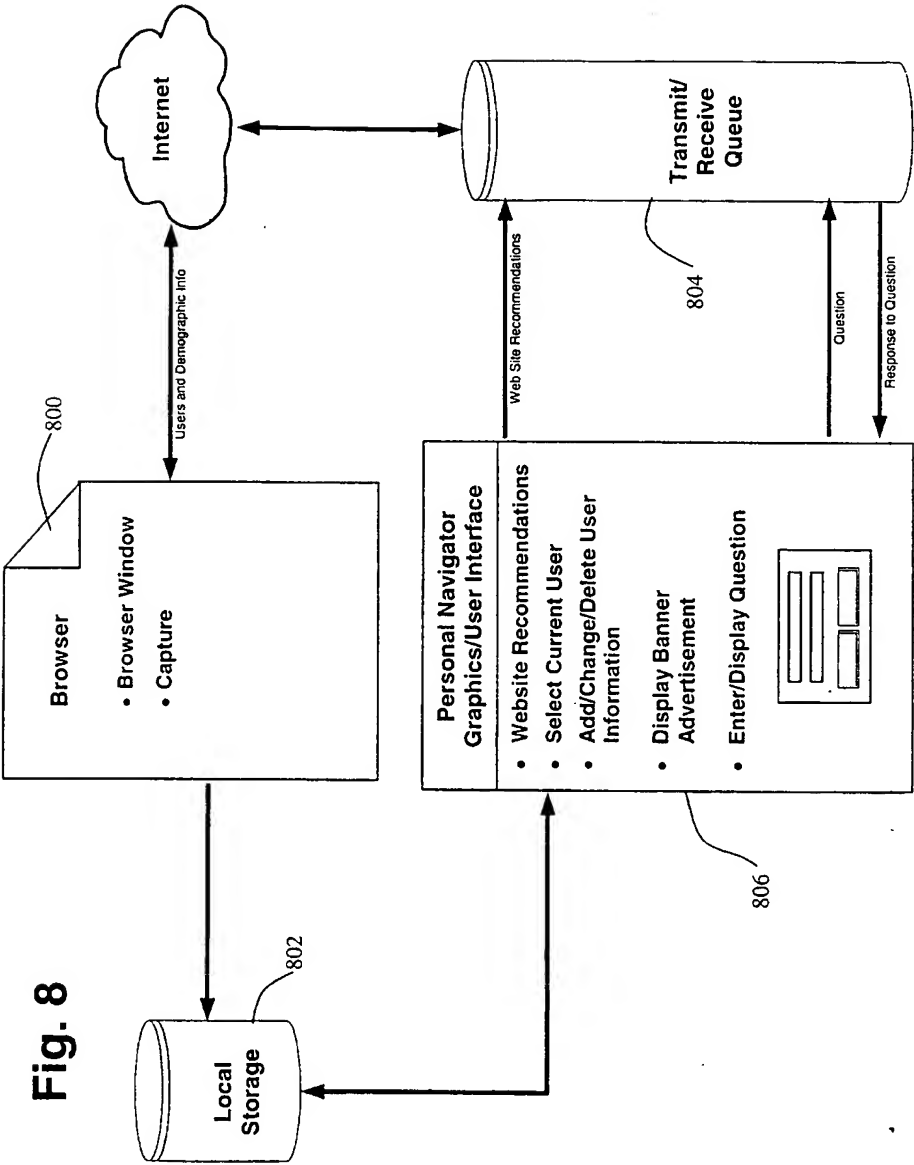 Fig. 8
Browser
• Browser Window
• Capture
800
Users and Demographic Info
Internet
Local
Storage
802
Personal Navigator
Graphics/User Interface
• Website Recommendations
• Select Current User
• Add/Change/Delete User
Information
• Display Banner
Advertisement
• Enter/Display Question
806
Web Site Recommendations
Question
Response to Question
804
Transmit/
Receive
Queue